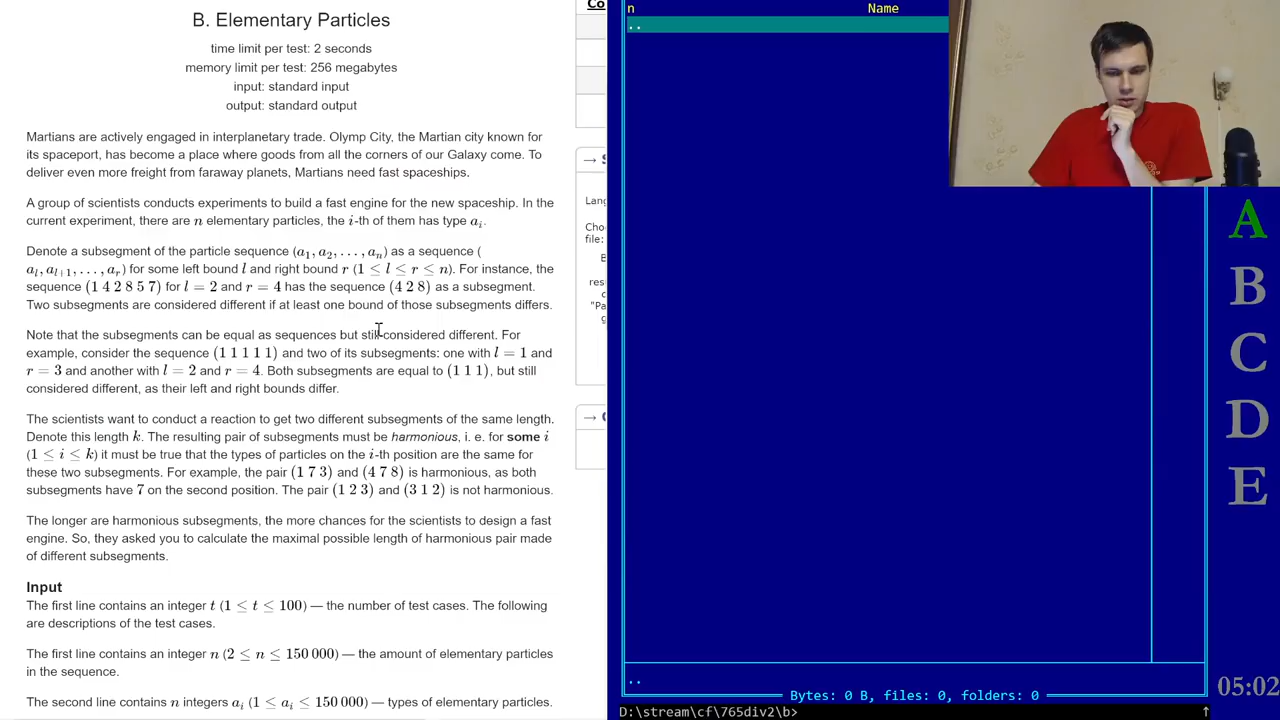 B. Elementary Particles
time limit per test: 2 seconds
memory limit per test: 256 megabytes
input: standard input
output: standard output
Martians are actively engaged in interplanetary trade. Olymp City, the Martian city known for
its spaceport, has become a place where goods from all the corners of our Galaxy come. To
deliver even more freight from faraway planets, Martians need fast spaceships.
A group of scientists conducts experiments to build a fast engine for the new spaceship. In the
current experiment, there are n elementary particles, the i-th of them has type a_i.
Denote a subsegment of the particle sequence (a_1, a_2, . . . , a_n) as a sequence (
a_l, a_{l+1}, . . . , a_r) for some left bound l and right bound r (1 ≤ l ≤ r ≤ n). For instance, the
sequence (1 4 2 8 5 7) for l = 2 and r = 4 has the sequence (4 2 8) as a subsegment.
Two subsegments are considered different if at least one bound of those subsegments differs.
Note that the subsegments can be equal as sequences but still considered different. For
example, consider the sequence (1 1 1 1 1) and two of its subsegments: one with l = 1 and
r = 3 and another with l = 2 and r = 4. Both subsegments are equal to (1 1 1), but still
considered different, as their left and right bounds differ.
The scientists want to conduct a reaction to get two different subsegments of the same length.
Denote this length k. The resulting pair of subsegments must be harmonious, i. e. for some i
(1 ≤ i ≤ k) it must be true that the types of particles on the i-th position are the same for
these two subsegments. For example, the pair (1 7 3) and (4 7 8) is harmonious, as both
subsegments have 7 on the second position. The pair (1 2 3) and (3 1 2) is not harmonious.
The longer are harmonious subsegments, the more chances for the scientists to design a fast
engine. So, they asked you to calculate the maximal possible length of harmonious pair made
of different subsegments.
Input
The first line contains an integer t (1 ≤ t ≤ 100) — the number of test cases. The following
are descriptions of the test cases.
The first line contains an integer n (2 ≤ n ≤ 150 000) — the amount of elementary particles
in the sequence.
The second line contains n integers a_i (1 ≤ a_i ≤ 150 000) — types of elementary particles.
Co
→ S
Lang
Choo
file:
B
res
c
"Pa
g
→
n Name
..
..
Bytes: 0 B, files: 0, folders: 0
D:\stream\cf\765div2\b> ↑
A
B
C
D
E
05:02